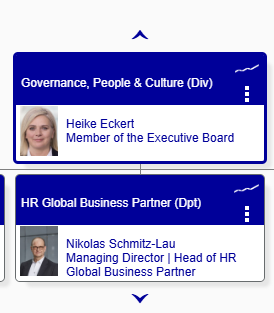 Governance, People & Culture (Div)
Heike Eckert
Member of the Executive Board
HR Global Business Partner (Dpt)
Nikolas Schmitz-Lau
Managing Director | Head of HR
Global Business Partner